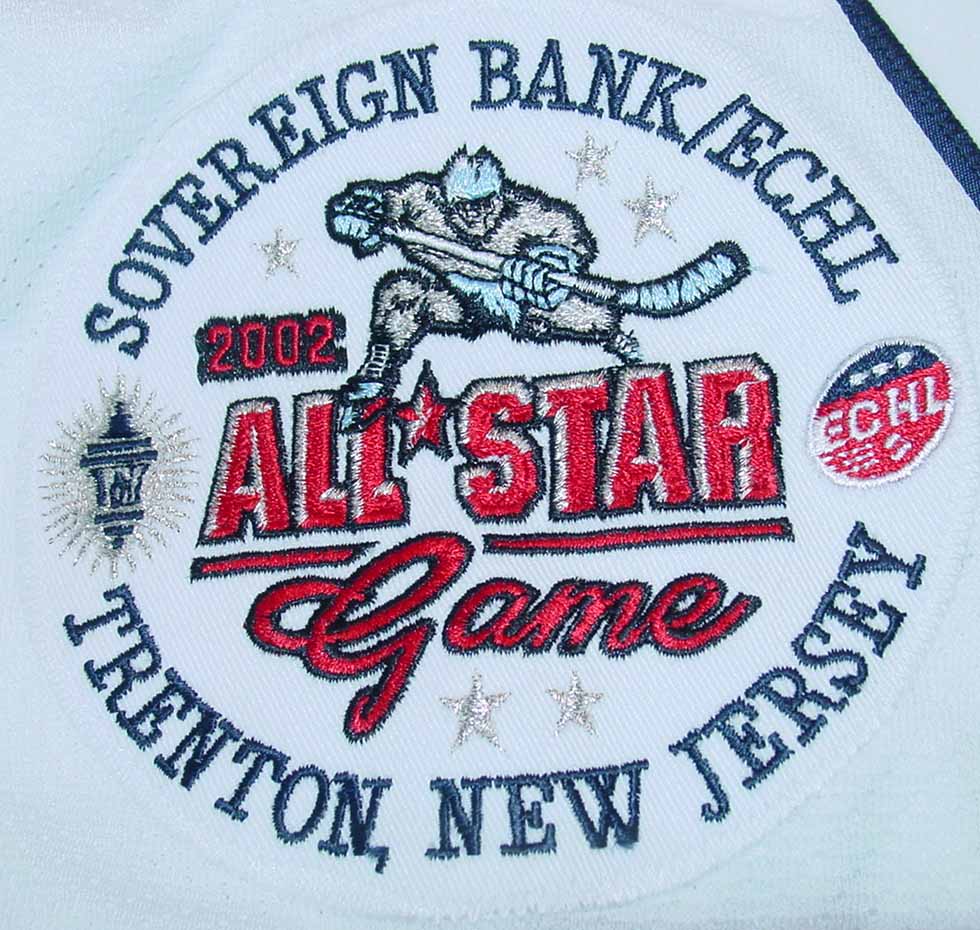 SOVEREIGN BANK/ECHL
2002
ALL STAR
Game
ECHL
TRENTON, NEW JERSEY